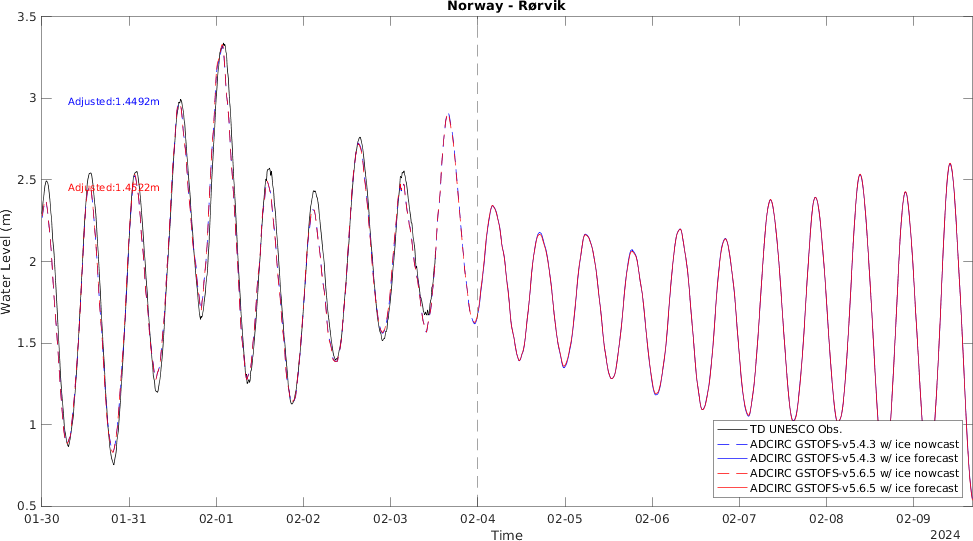 Norway - Rørvik
3.5
3
2.5
2
1.5
1
0.5
Water Level (m)
Adjusted:1.4492m
Adjusted:1.4522m
TD UNESCO Obs.
ADCIRC GSTOFS-v5.4.3 w/ ice nowcast
ADCIRC GSTOFS-v5.4.3 w/ ice forecast
ADCIRC GSTOFS-v5.6.5 w/ ice nowcast
ADCIRC GSTOFS-v5.6.5 w/ ice forecast
01-30 01-31 02-01 02-02 02-03 02-04 02-05 02-06 02-07 02-08 02-09
Time
2024